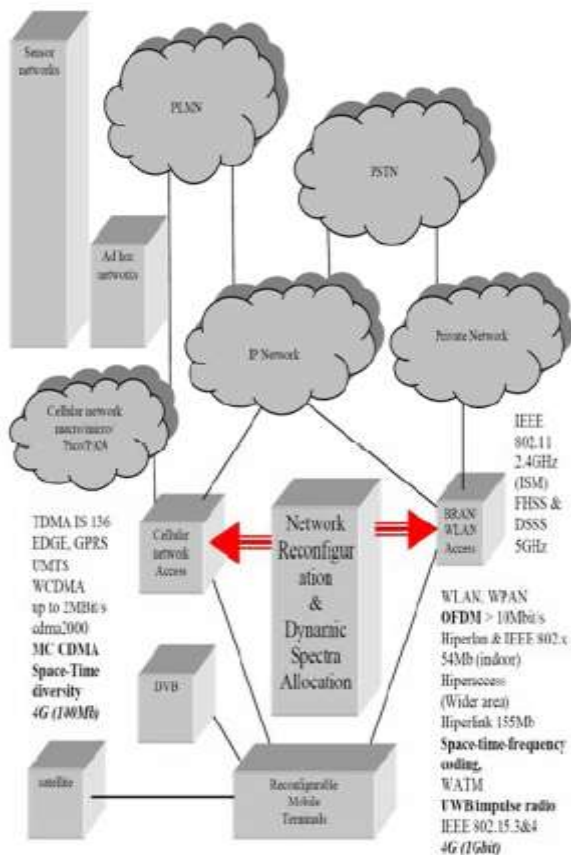 Sensor
networks
PLMN
PSTN
Ad hoc
networks
IP Network
Private Network
Cellular network
macro/micro/
IEEE
802.11
2.4GHz
(ISM)
FHSS &
DSSS
5GHz
TDMA IS 136
EDGE, GPRS
UMTS
WCDMA
up to 2MBit/s
cdma2000
MC CDMA
Space-Time
diversity
4G (100Mb)
Cellular
network
Access
Network
Reconfigur
ation
&
Dynamic
Spectra
Allocation
BRAN/
WLAN
Access
WLAN, WPAN
OFDM > 10Mbit/s
Hiperlan & IEEE 802.x
54Mb (indoor)
Hiperaccess
(Wider area)
Hiperlink 155Mb
Space-time-frequency
coding,
WATM
UWB/impulse radio
IEEE 802.15.3&4
4G (1Gbit)
DVB
satellite
Reconfigurable
Mobile
Terminals